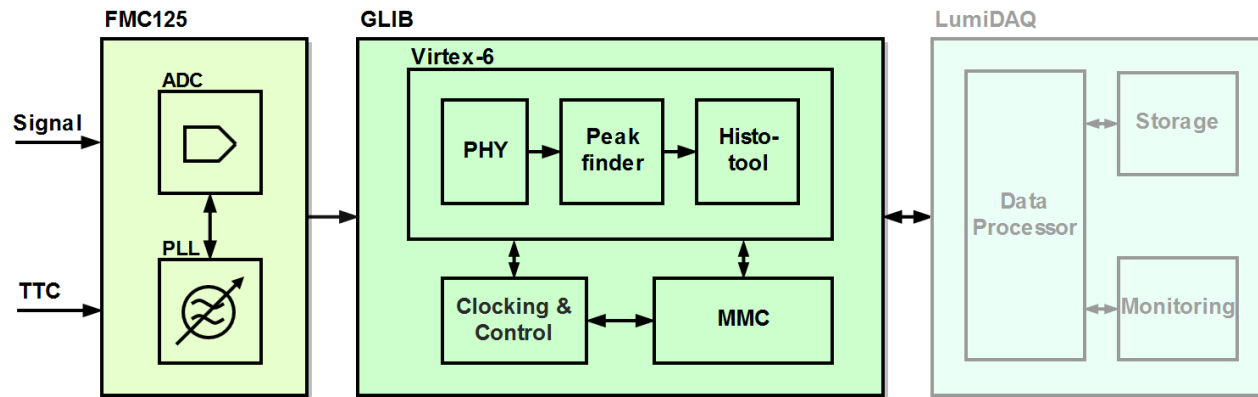 FMC125
GLIB
LumiDAQ
Virtex-6
ADC
Signal
PHY
Peak
finder
Histo-
tool
Storage
Data
Processor
PLL
TTC
Clocking &
Control
MMC
Monitoring